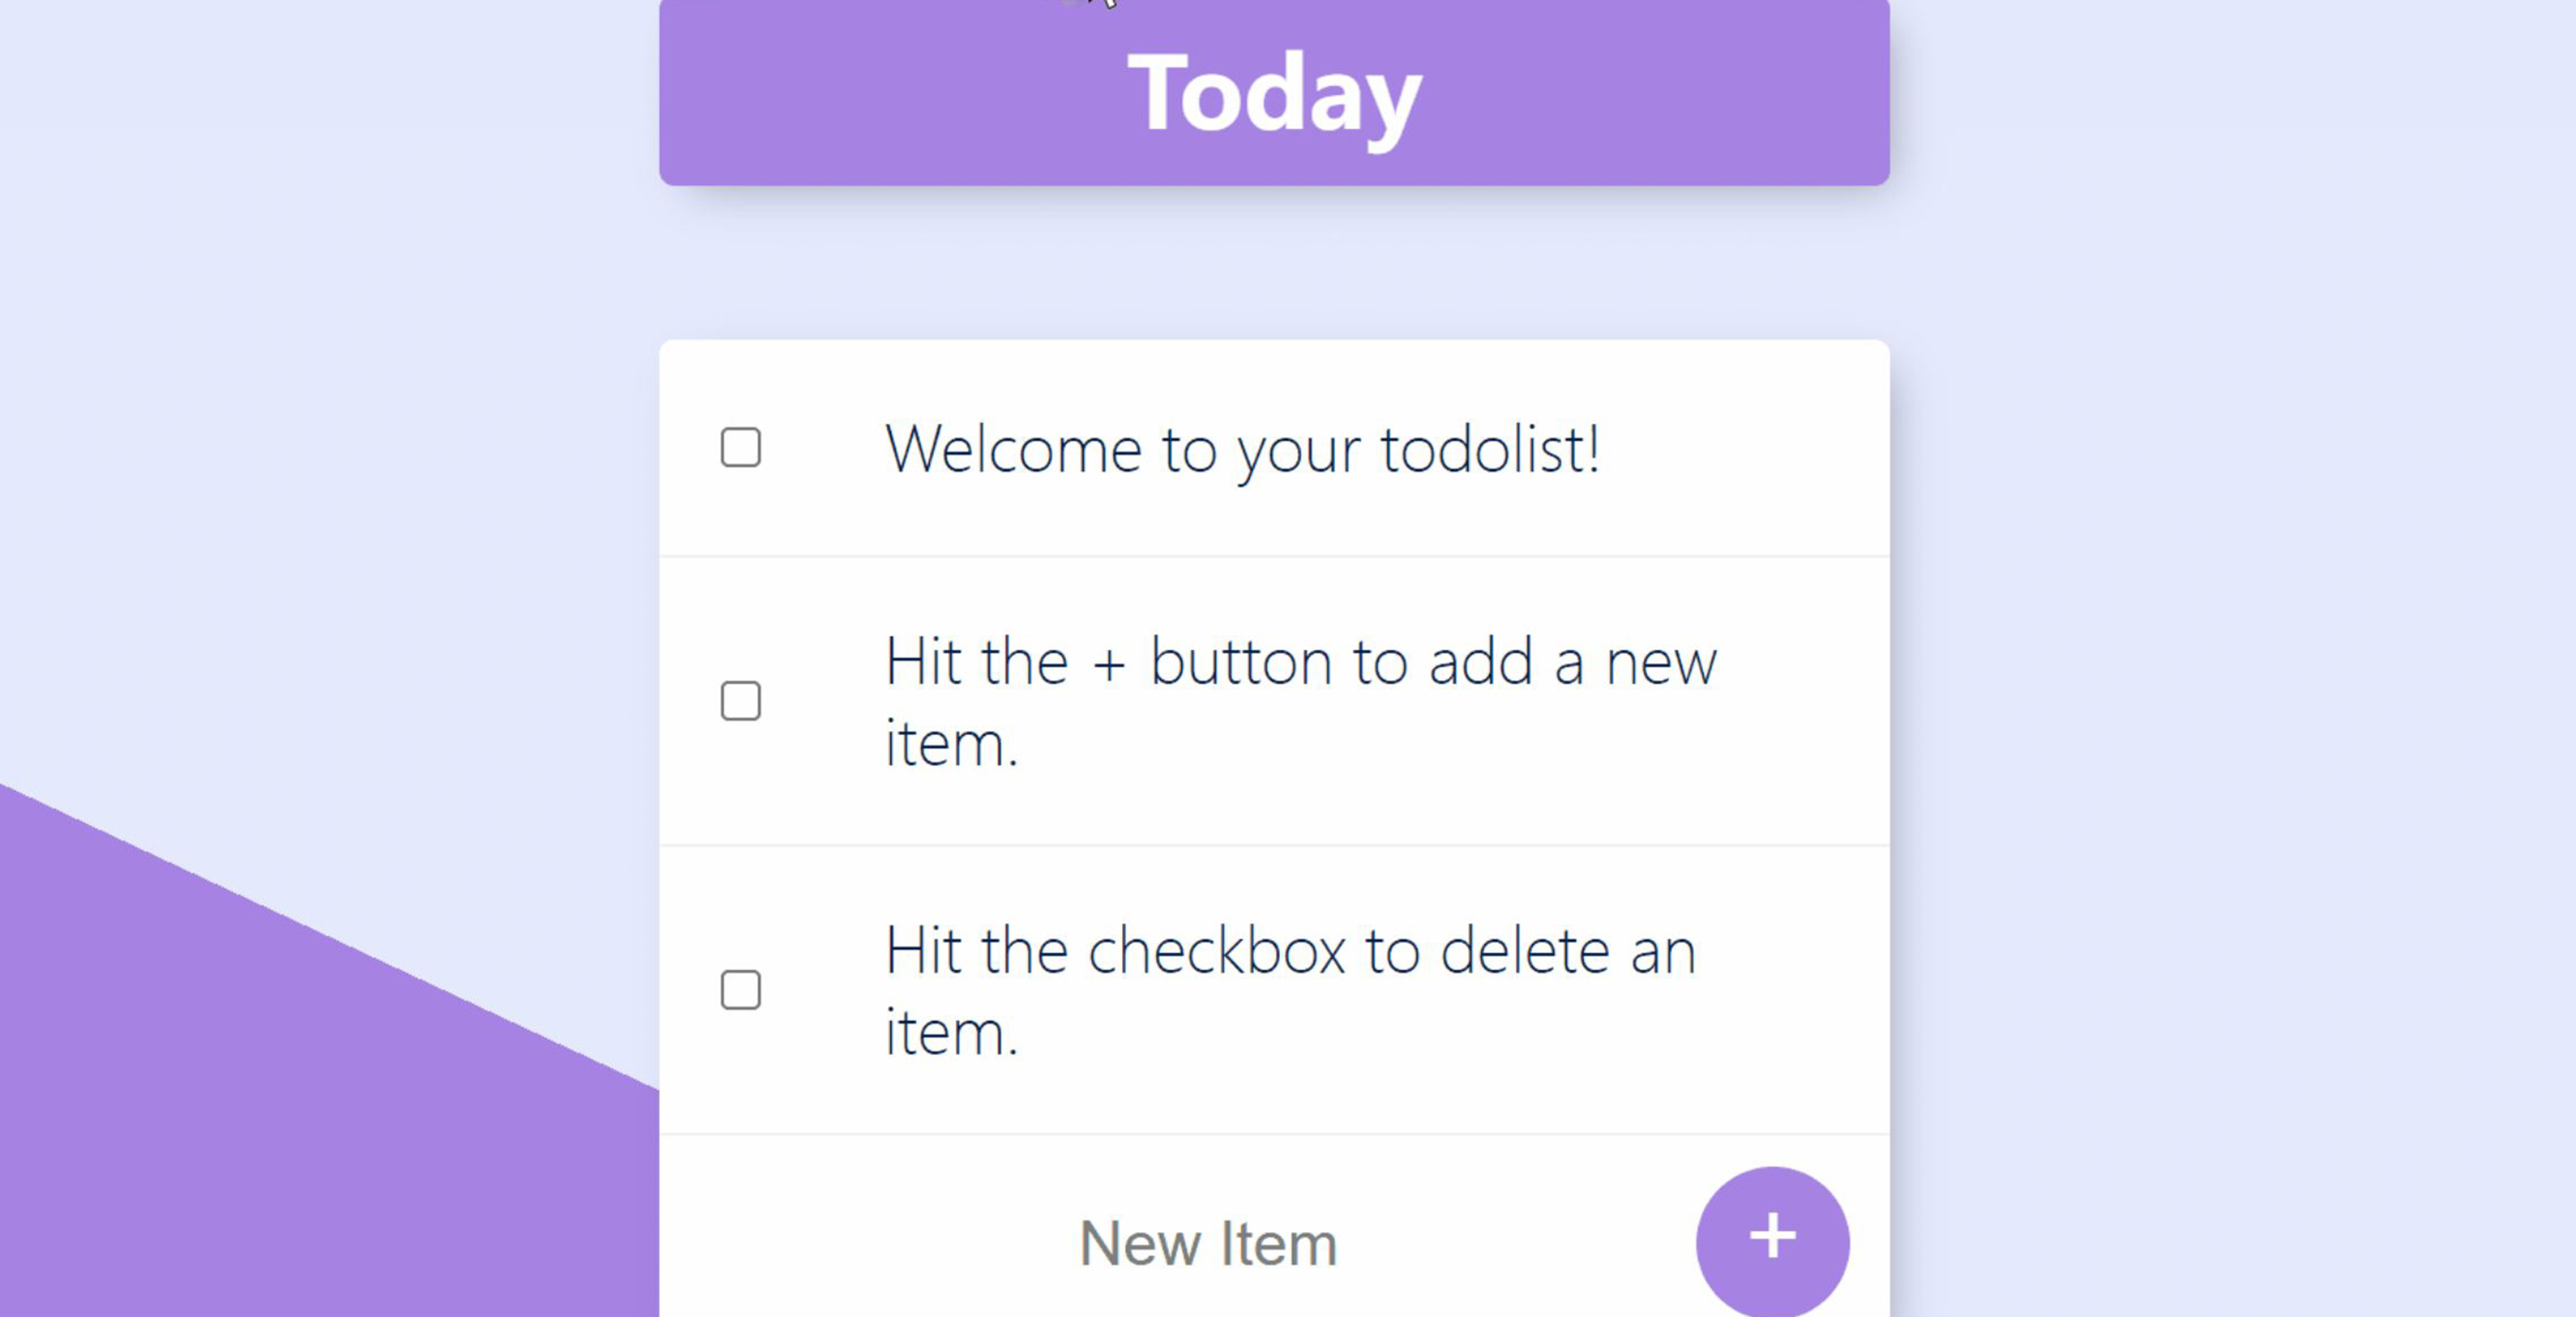 Today
Welcome to your todolist!
Hit the + button to add a new
item.
Hit the checkbox to delete an
item.
New Item
+